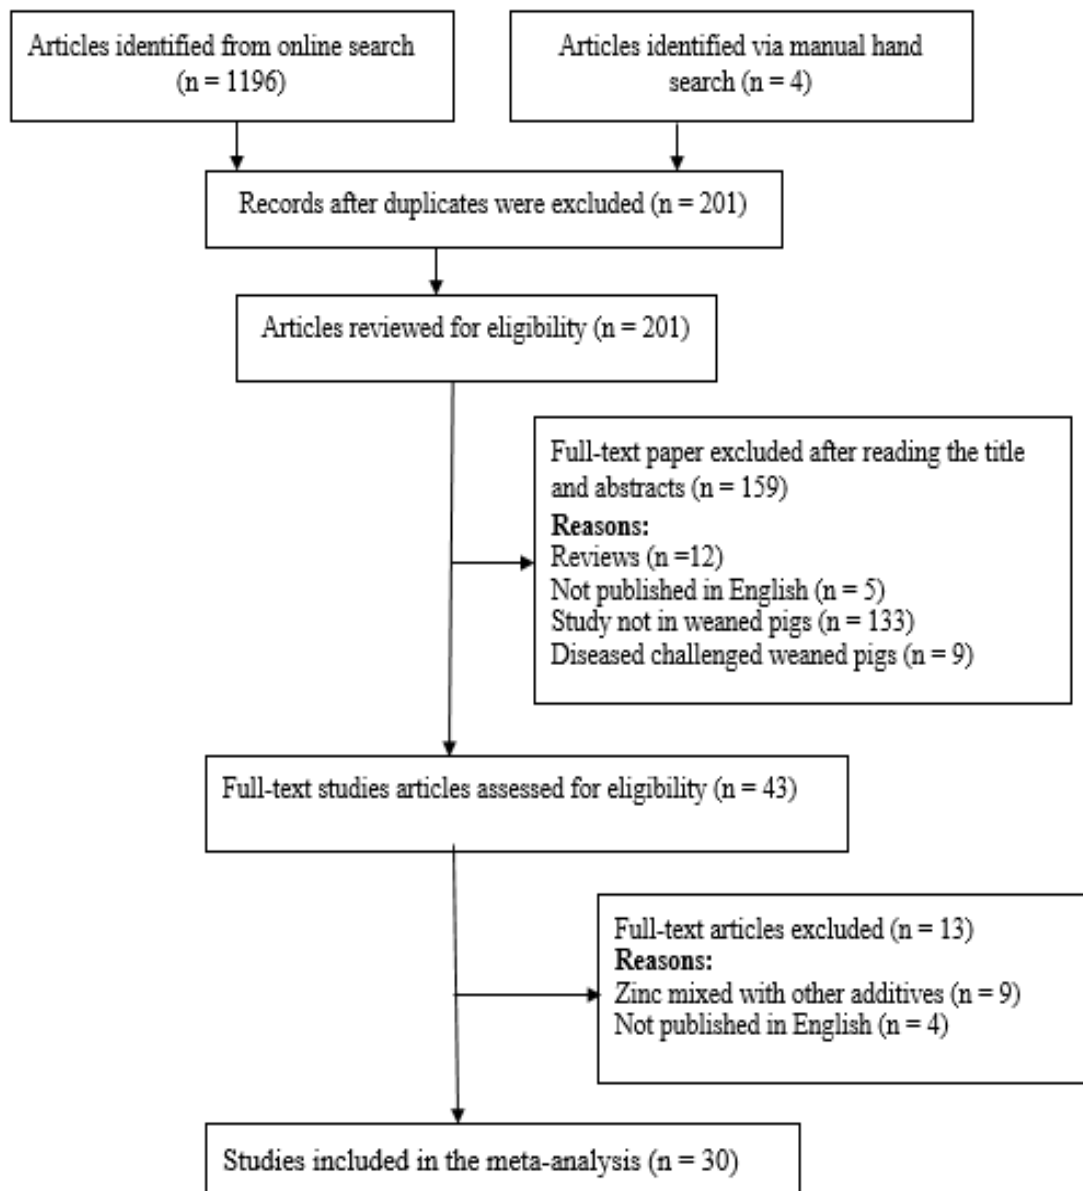 Articles identified from online search
(n = 1196)
Articles identified via manual hand
search (n = 4)
Records after duplicates were excluded (n = 201)
Articles reviewed for eligibility (n = 201)
Full-text paper excluded after reading the title
and abstracts (n = 159)
Reasons:
Reviews (n =12)
Not published in English (n = 5)
Study not in weaned pigs (n = 133)
Diseased challenged weaned pigs (n = 9)
Full-text studies articles assessed for eligibility (n = 43)
Full-text articles excluded (n = 13)
Reasons:
Zinc mixed with other additives (n = 9)
Not published in English (n = 4)
Studies included in the meta-analysis (n = 30)